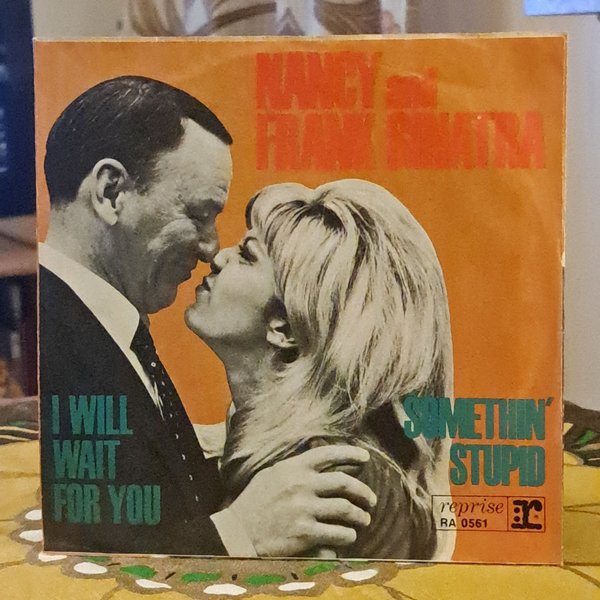 NANCY and
FRANK SINATRA
I WILL
WAIT
FOR YOU
SOMETHIN'
STUPID
reprise
RA 0561
r: